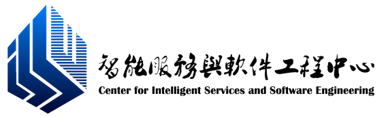 智能服務與軟件工程中心
Center for Intelligent Services and Software Engineering